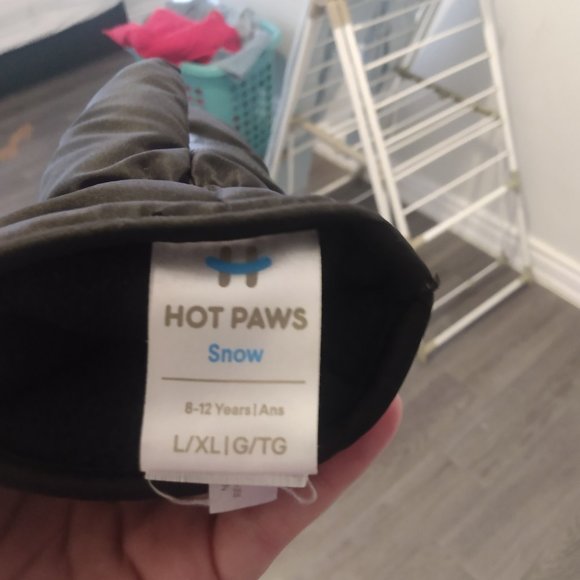 HOT PAWS
Snow
8-12 Years|Ans
L/XL|G/TG